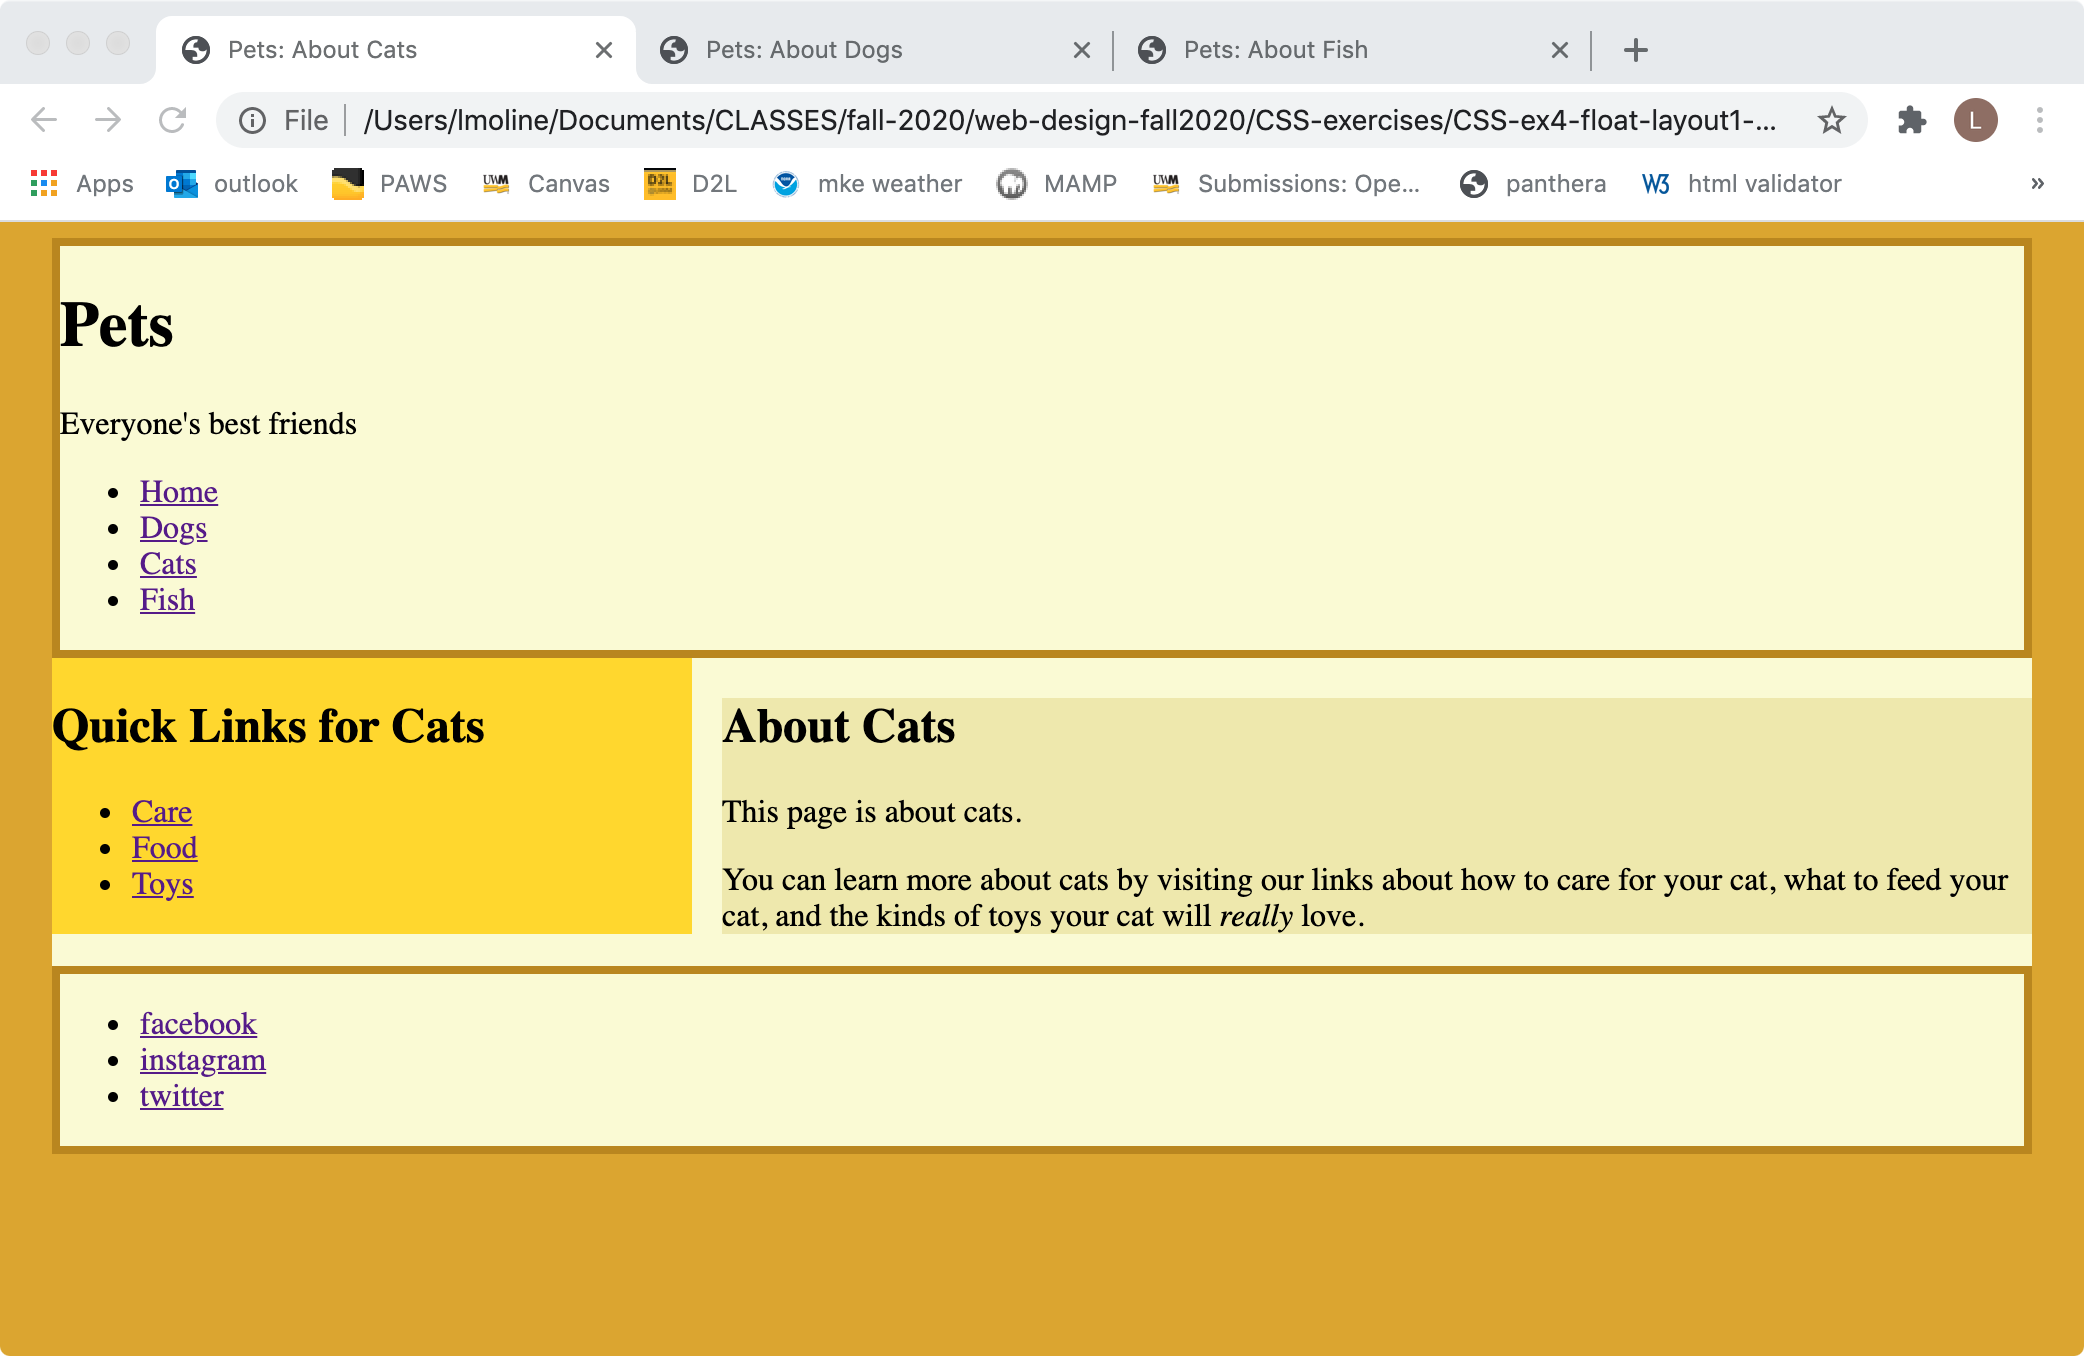 Pets: About Cats
Pets: About Dogs
Pets: About Fish
File /Users/lmoline/Documents/CLASSES/fall-2020/web-design-fall2020/CSS-exercises/CSS-ex4-float-layout1-...
L
Apps
outlook
PAWS
UWM Canvas
D2L D2L
mke weather
MAMP
UWM Submissions: Ope...
panthera
W3 html validator
»
Pets
Everyone's best friends
Home
Dogs
Cats
Fish
Quick Links for Cats
Care
Food
Toys
About Cats
This page is about cats.
You can learn more about cats by visiting our links about how to care for your cat, what to feed your
cat, and the kinds of toys your cat will really love.
facebook
instagram
twitter